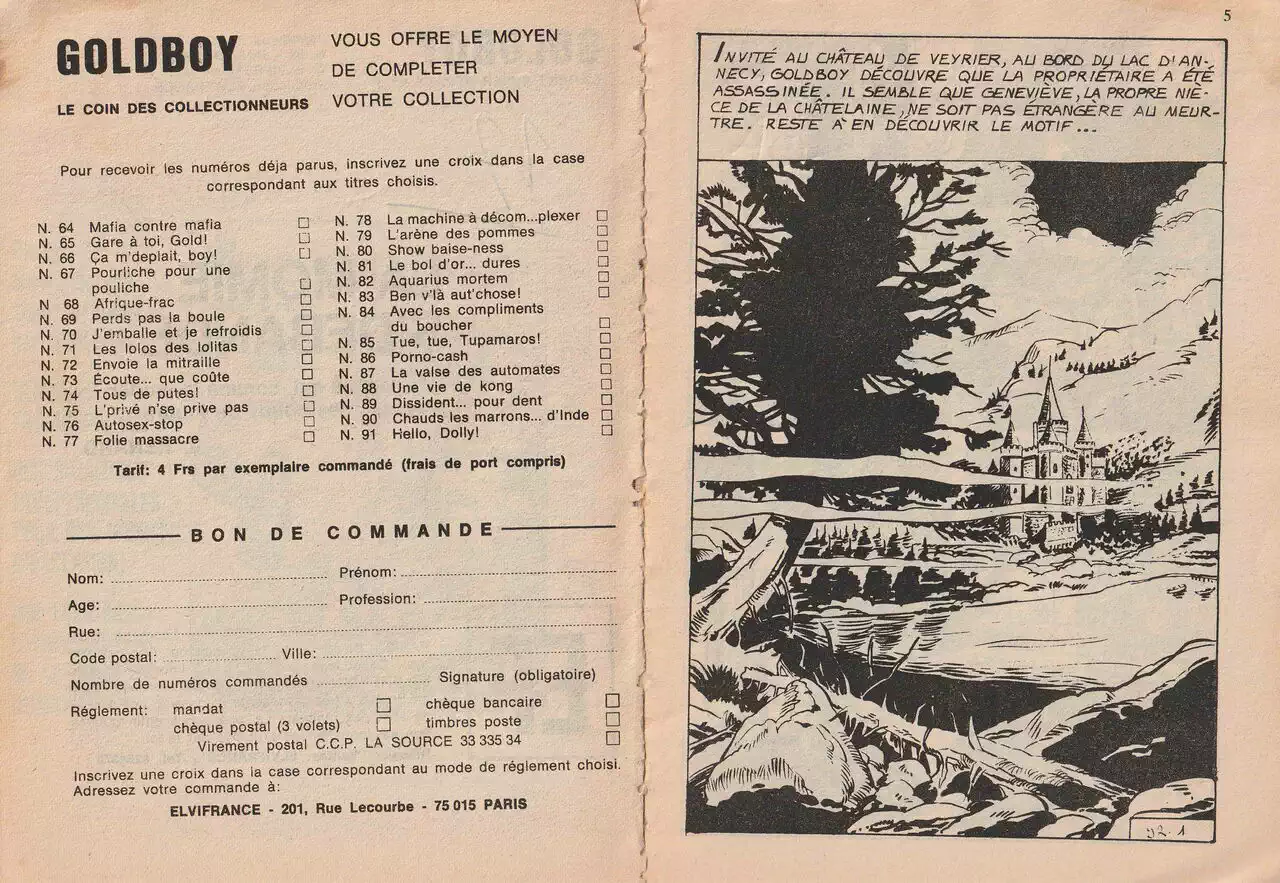 GOLDBOY
LE COIN DES COLLECTIONNEURS
VOUS OFFRE LE MOYEN
DE COMPLETER
VOTRE COLLECTION
Pour recevoir les numéros déja parus, inscrivez une croix dans la case
correspondant aux titres choisis.
N. 64 Mafia contre mafia
N. 65 Gare à toi, Gold!
N. 66 Ça m'deplait, boy!
N. 67 Pourliche pour une
pouliche
N 68 Afrique-frac
N. 69 Perds pas la boule
N. 70 J'emballe et je refroidis
N. 71 Les lolos des lolitas
N. 72 Envoie la mitraille
N. 73 Écoute... que coûte
N. 74 Tous de putes!
N. 75 L'privé n'se prive pas
N. 76 Autosex-stop
N. 77 Folie massacre
N. 78 La machine à décom...plexer
N. 79 L'arène des pommes
N. 80 Show baise-ness
N. 81 Le bol d'or... dures
N. 82 Aquarius mortem
N. 83 Ben v'là aut'chose!
N. 84 Avec les compliments
du boucher
N. 85 Tue, tue, Tupamaros!
N. 86 Porno-cash
N. 87 La valse des automates
N. 88 Une vie de kong
N. 89 Dissident... pour dent
N. 90 Chauds les marrons... d'Inde
N. 91 Hello, Dolly!
Tarif: 4 Frs par exemplaire commandé (frais de port compris)
BON DE COMMANDE
Nom: Prénom:
Age: Profession:
Rue:
Code postal: Ville:
Nombre de numéros commandés Signature (obligatoire)
Réglement: mandat chèque bancaire
chèque postal (3 volets) timbres poste
Virement postal C.C.P. LA SOURCE 33 335 34
Inscrivez une croix dans la case correspondant au mode de réglement choisi.
Adressez votre commande à:
ELVIFRANCE - 201, Rue Lecourbe - 75 015 PARIS
5
INVITÉ AU CHÂTEAU DE VEYRIER, AU BORD DU LAC D'AN-
NECY, GOLDBOY DÉCOUVRE QUE LA PROPRIÉTAIRE A ÉTÉ
ASSASSINÉE. IL SEMBLE QUE GENEVIÈVE, LA PROPRE NIÈ-
CE DE LA CHÂTELAINE, NE SOIT PAS ÉTRANGÈRE AU MEUR-
TRE. RESTE À EN DÉCOUVRIR LE MOTIF...
92-1